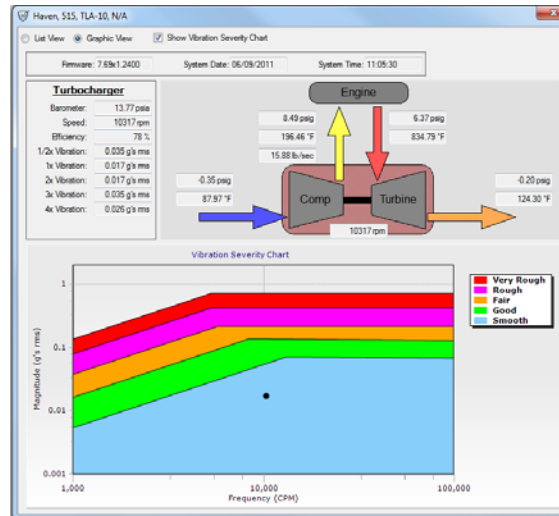 Haven, 515, TLA-10, N/A
List View Graphic View Show Vibration Severity Chart
Firmware: 7.69x1.2400 System Date: 06/09/2011 System Time: 11:05:30
Turbocharger
Barometer: 13.77 psia
Speed: 10317 rpm
Efficiency: 78 %
1/2x Vibration: 0.035 g's rms
1x Vibration: 0.017 g's rms
2x Vibration: 0.017 g's rms
3x Vibration: 0.035 g's rms
4x Vibration: 0.026 g's rms
Engine
8.49 psig 6.37 psig
196.46 °F 834.79 °F
15.88 lb/sec
-0.35 psig -0.20 psig
87.97 °F 124.30 °F
Comp Turbine
10317 rpm
Vibration Severity Chart
Very Rough
Rough
Fair
Good
Smooth
Magnitude (g's rms)
1
0.1
0.01
0.001
1,000 10,000 100,000
Frequency (CPM)